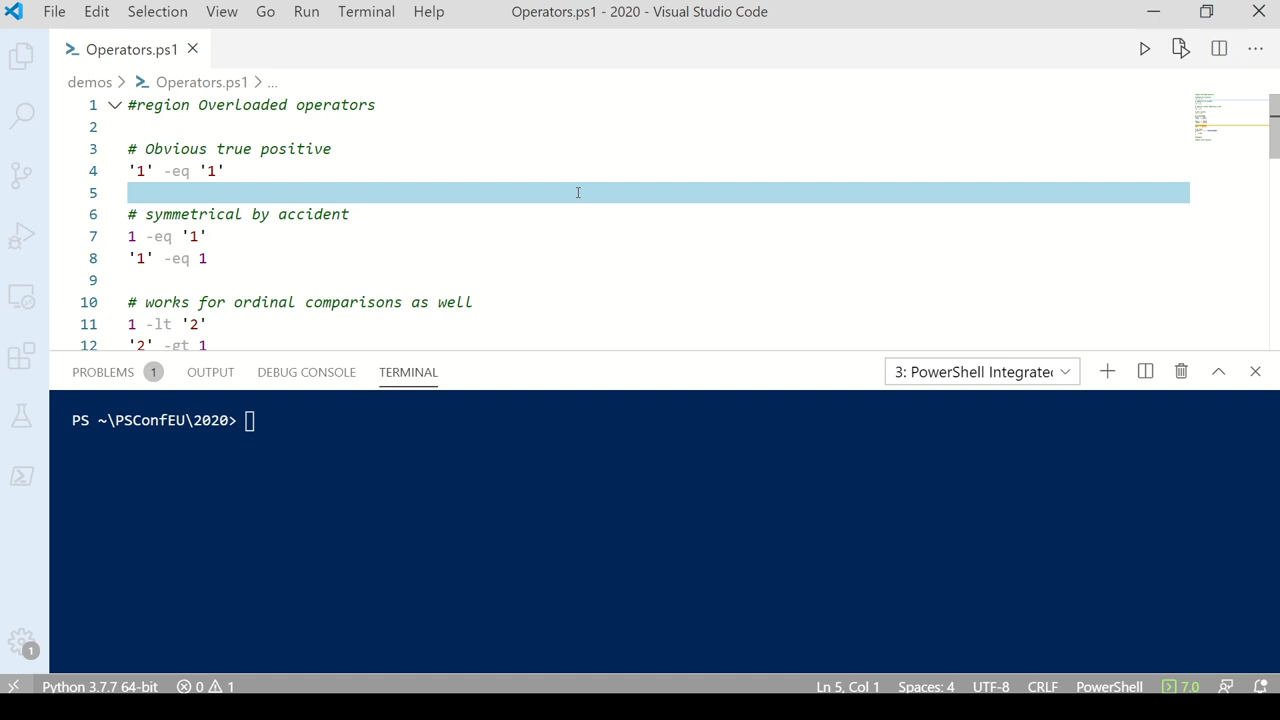 File Edit Selection View Go Run Terminal Help Operators.ps1 - 2020 - Visual Studio Code
Operators.ps1
demos > Operators.ps1 > ...
1 #region Overloaded operators
2
3 # Obvious true positive
4 '1' -eq '1'
5
6 # symmetrical by accident
7 1 -eq '1'
8 '1' -eq 1
9
10 # works for ordinal comparisons as well
11 1 -lt '2'
12 '2' -gt 1
PROBLEMS 1 OUTPUT DEBUG CONSOLE TERMINAL 3: PowerShell Integrate
PS ~\PSConfEU\2020>
1
Python 3.7.7 64-bit 0 1 Ln 5, Col 1 Spaces: 4 UTF-8 CRLF PowerShell 7.0